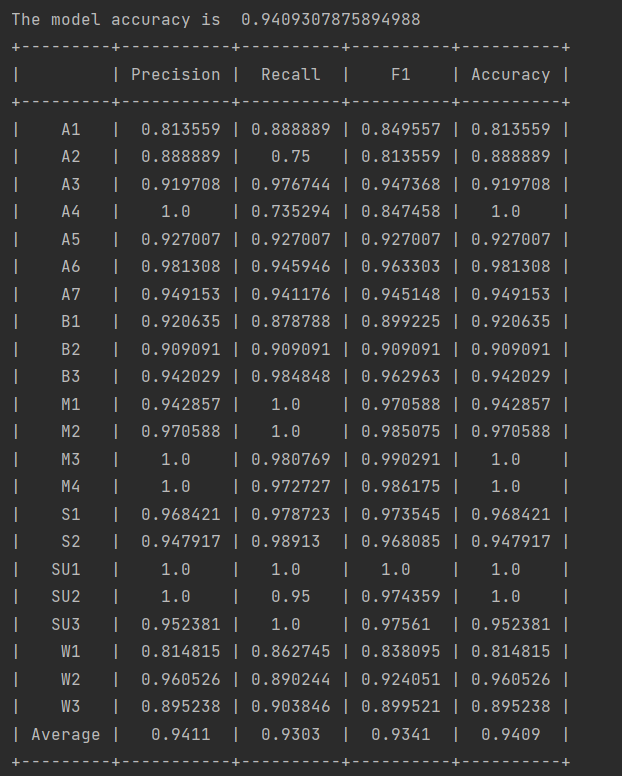 The model accuracy is  0.9409307875894988
+---------+-----------+----------+----------+----------+
|         | Precision |  Recall  |    F1    | Accuracy |
+---------+-----------+----------+----------+----------+
|    A1   |  0.813559 | 0.888889 | 0.849557 | 0.813559 |
|    A2   |  0.888889 |   0.75   | 0.813559 | 0.888889 |
|    A3   |  0.919708 | 0.976744 | 0.947368 | 0.919708 |
|    A4   |    1.0    | 0.735294 | 0.847458 |   1.0    |
|    A5   |  0.927007 | 0.927007 | 0.927007 | 0.927007 |
|    A6   |  0.981308 | 0.945946 | 0.963303 | 0.981308 |
|    A7   |  0.949153 | 0.941176 | 0.945148 | 0.949153 |
|    B1   |  0.920635 | 0.878788 | 0.899225 | 0.920635 |
|    B2   |  0.909091 | 0.909091 | 0.909091 | 0.909091 |
|    B3   |  0.942029 | 0.984848 | 0.962963 | 0.942029 |
|    M1   |  0.942857 |   1.0    | 0.970588 | 0.942857 |
|    M2   |  0.970588 |   1.0    | 0.985075 | 0.970588 |
|    M3   |    1.0    | 0.980769 | 0.990291 |   1.0    |
|    M4   |    1.0    | 0.972727 | 0.986175 |   1.0    |
|    S1   |  0.968421 | 0.978723 | 0.973545 | 0.968421 |
|    S2   |  0.947917 | 0.98913  | 0.968085 | 0.947917 |
|   SU1   |    1.0    |   1.0    |   1.0    |   1.0    |
|   SU2   |    1.0    |   0.95   | 0.974359 |   1.0    |
|   SU3   |  0.952381 |   1.0    | 0.97561  | 0.952381 |
|    W1   |  0.814815 | 0.862745 | 0.838095 | 0.814815 |
|    W2   |  0.960526 | 0.890244 | 0.924051 | 0.960526 |
|    W3   |  0.895238 | 0.903846 | 0.899521 | 0.895238 |
| Average |   0.9411  |  0.9303  |  0.9341  |  0.9409  |
+---------+-----------+----------+----------+----------+